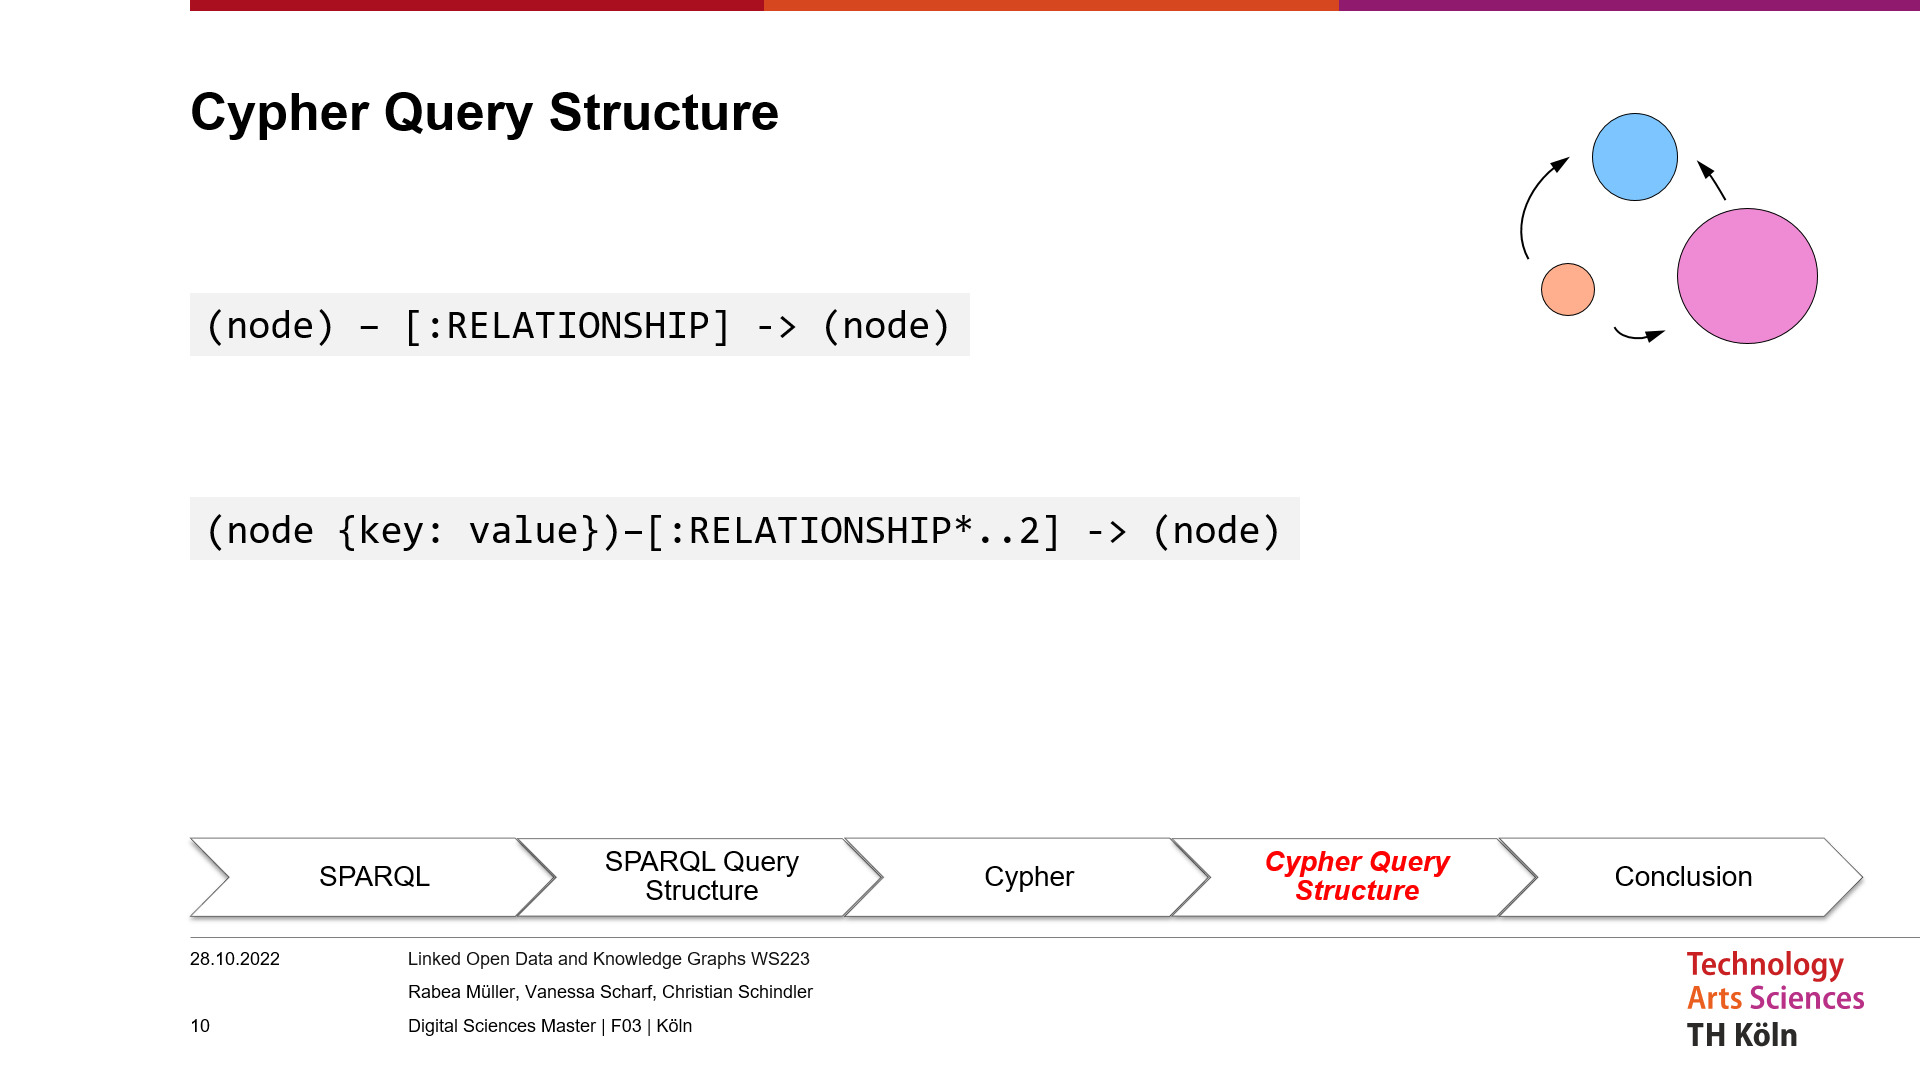 Cypher Query Structure
(node) – [:RELATIONSHIP] -> (node)
(node {key: value})–[:RELATIONSHIP*..2] -> (node)
SPARQL
SPARQL Query
Structure
Cypher
Cypher Query
Structure
Conclusion
28.10.2022
Linked Open Data and Knowledge Graphs WS223
Rabea Müller, Vanessa Scharf, Christian Schindler
10
Digital Sciences Master | F03 | Köln
Technology
Arts Sciences
TH Köln